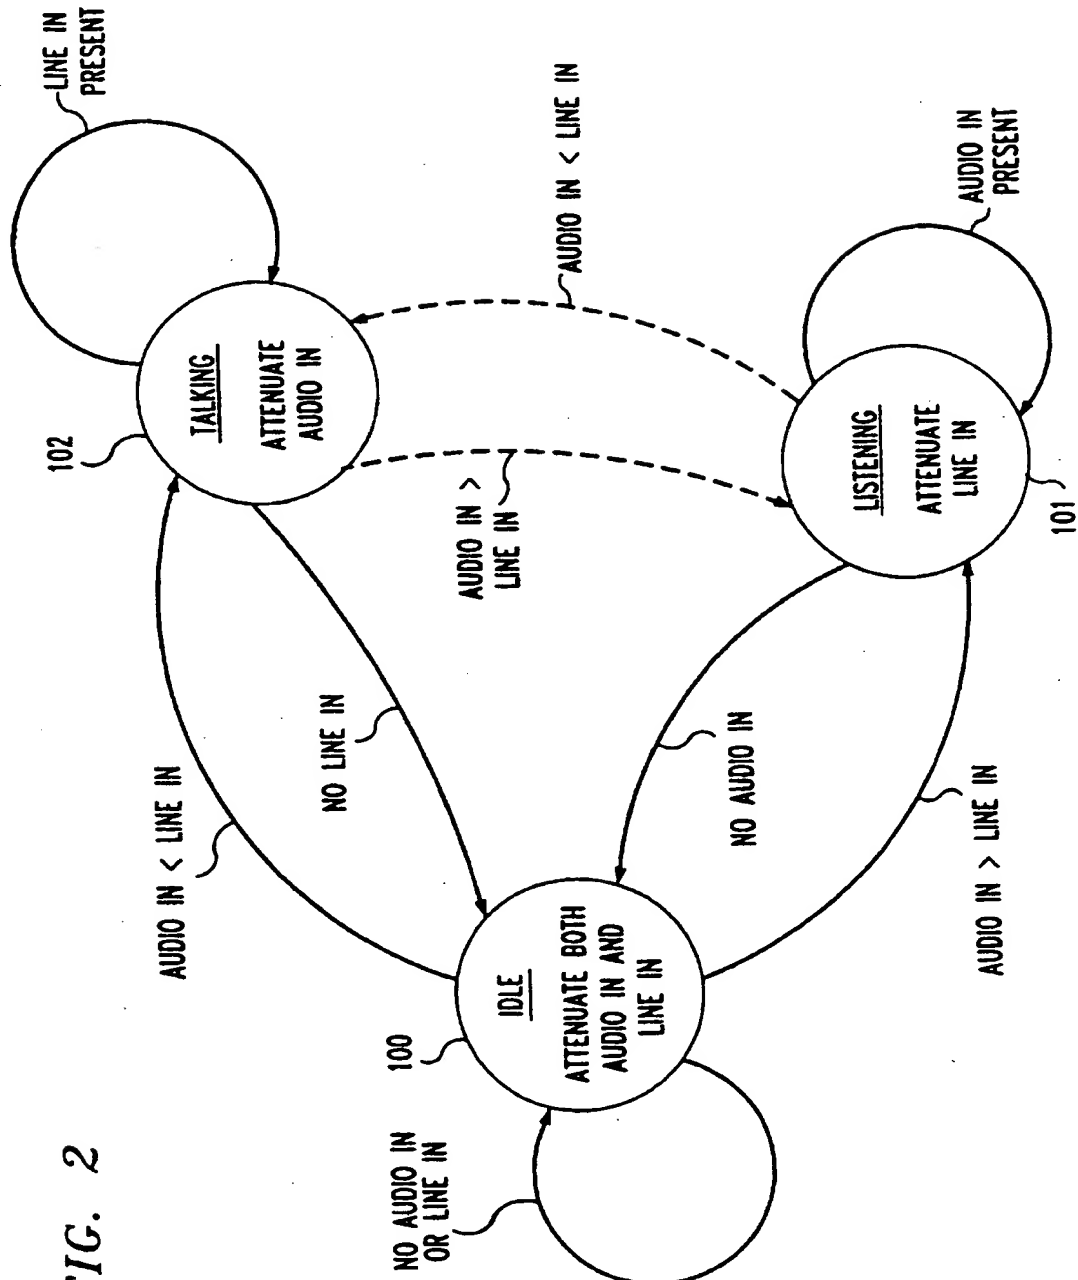 FIG. 2
LINE IN
PRESENT
102
AUDIO IN < LINE IN
TALKING
ATTENUATE
AUDIO IN
NO LINE IN
NO AUDIO IN
OR LINE IN
100
AUDIO IN >
LINE IN
IDLE
ATTENUATE BOTH
AUDIO IN AND
LINE IN
AUDIO IN < LINE IN
NO AUDIO IN
LISTENING
ATTENUATE
LINE IN
AUDIO IN
PRESENT
AUDIO IN > LINE IN
101